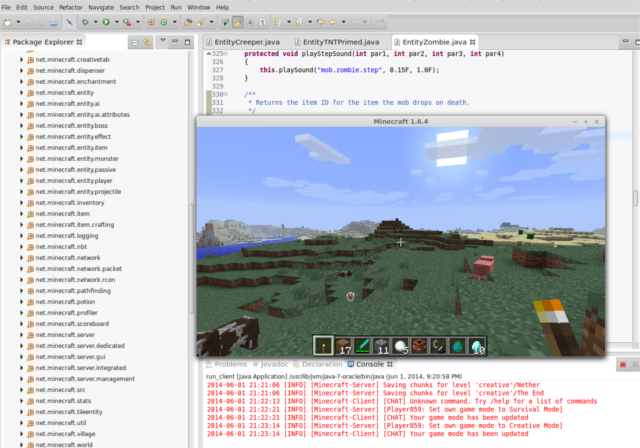 File Edit Source Refactor Navigate Search Project Run Window Help
Package Explorer
net.minecraft.creativetab
net.minecraft.dispenser
net.minecraft.enchantment
net.minecraft.entity
net.minecraft.entity.ai
net.minecraft.entity.ai.attributes
net.minecraft.entity.boss
net.minecraft.entity.effect
net.minecraft.entity.item
net.minecraft.entity.monster
net.minecraft.entity.passive
net.minecraft.entity.player
net.minecraft.entity.projectile
net.minecraft.inventory
net.minecraft.item
net.minecraft.item.crafting
net.minecraft.logging
net.minecraft.nbt
net.minecraft.network
net.minecraft.network.packet
net.minecraft.network.rcon
net.minecraft.pathfinding
net.minecraft.potion
net.minecraft.profiler
net.minecraft.scoreboard
net.minecraft.server
net.minecraft.server.dedicated
net.minecraft.server.gui
net.minecraft.server.integrated
net.minecraft.server.management
net.minecraft.src
net.minecraft.stats
net.minecraft.tileentity
net.minecraft.util
net.minecraft.village
net.minecraft.world
EntityCreeper.java EntityTNTPrimed.java EntityZombie.java
325 protected void playStepSound(int par1, int par2, int par3, int par4)
326 {
327 this.playSound("mob.zombie.step", 0.15F, 1.0F);
328 }
329
330 /**
331 * Returns the item ID for the item the mob drops on death.
332 */
Minecraft 1.6.4
17 11 5 10
Problems Javadoc Declaration Console
run_client [Java Application] /usr/lib/jvm/java-7-oracle/bin/java (Jun 1, 2014, 9:20:58 PM)
2014-06-01 21:21:06 [INFO] [Minecraft-Server] Saving chunks for level 'creative'/Nether
2014-06-01 21:21:06 [INFO] [Minecraft-Server] Saving chunks for level 'creative'/The End
2014-06-01 21:22:13 [INFO] [Minecraft-Client] [CHAT] Unknown command. Try /help for a list of commands
2014-06-01 21:22:21 [INFO] [Minecraft-Server] [Player859: Set own game mode to Survival Mode]
2014-06-01 21:22:21 [INFO] [Minecraft-Client] [CHAT] Your game mode has been updated
2014-06-01 21:23:14 [INFO] [Minecraft-Server] [Player859: Set own game mode to Creative Mode]
2014-06-01 21:23:14 [INFO] [Minecraft-Client] [CHAT] Your game mode has been updated